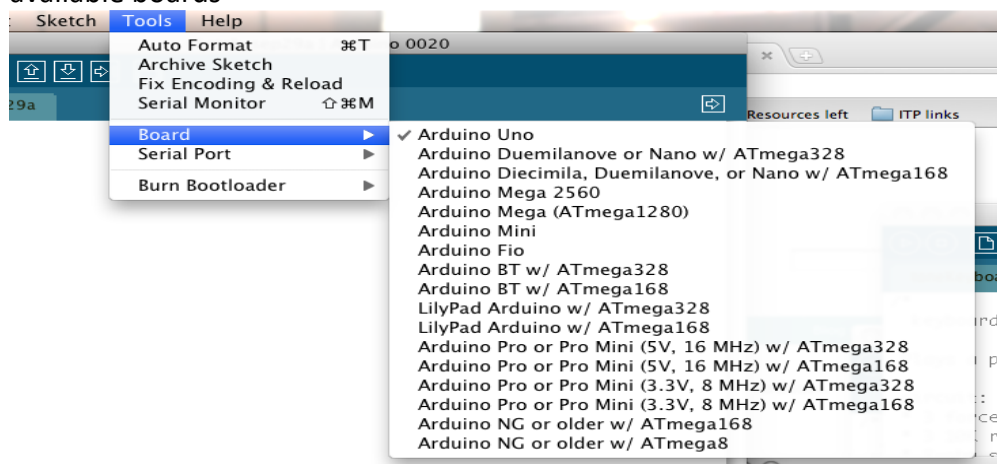 available boards
Sketch Tools Help
o 0020
Auto Format ⌘T
Archive Sketch
Fix Encoding & Reload
Serial Monitor ⇧⌘M
29a
Resources left ITP links
Board
Serial Port
Burn Bootloader
✓ Arduino Uno
Arduino Duemilanove or Nano w/ ATmega328
Arduino Diecimila, Duemilanove, or Nano w/ ATmega168
Arduino Mega 2560
Arduino Mega (ATmega1280)
Arduino Mini
Arduino Fio
Arduino BT w/ ATmega328
Arduino BT w/ ATmega168
LilyPad Arduino w/ ATmega328
LilyPad Arduino w/ ATmega168
Arduino Pro or Pro Mini (5V, 16 MHz) w/ ATmega328
Arduino Pro or Pro Mini (5V, 16 MHz) w/ ATmega168
Arduino Pro or Pro Mini (3.3V, 8 MHz) w/ ATmega328
Arduino Pro or Pro Mini (3.3V, 8 MHz) w/ ATmega168
Arduino NG or older w/ ATmega168
Arduino NG or older w/ ATmega8